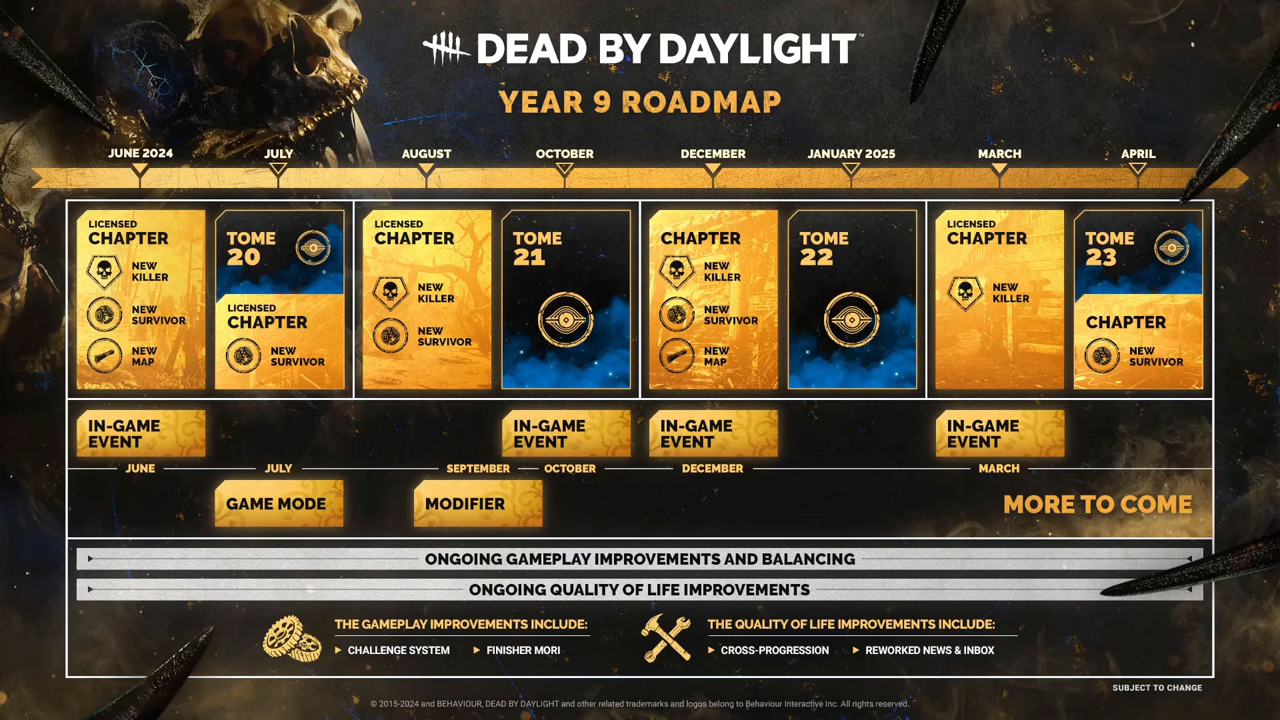 DEAD BY DAYLIGHT™
YEAR 9 ROADMAP
JUNE 2024
JULY
AUGUST
OCTOBER
DECEMBER
JANUARY 2025
MARCH
APRIL
LICENSED
CHAPTER
NEW
KILLER
NEW
SURVIVOR
NEW
MAP
TOME
20
LICENSED
CHAPTER
NEW
SURVIVOR
LICENSED
CHAPTER
NEW
KILLER
NEW
SURVIVOR
TOME
21
CHAPTER
NEW
KILLER
NEW
SURVIVOR
NEW
MAP
TOME
22
LICENSED
CHAPTER
NEW
KILLER
TOME
23
CHAPTER
NEW
SURVIVOR
IN-GAME
EVENT
IN-GAME
EVENT
IN-GAME
EVENT
IN-GAME
EVENT
JUNE
JULY
SEPTEMBER
OCTOBER
DECEMBER
MARCH
GAME MODE
MODIFIER
MORE TO COME
ONGOING GAMEPLAY IMPROVEMENTS AND BALANCING
ONGOING QUALITY OF LIFE IMPROVEMENTS
THE GAMEPLAY IMPROVEMENTS INCLUDE:
CHALLENGE SYSTEM
FINISHER MORI
THE QUALITY OF LIFE IMPROVEMENTS INCLUDE:
CROSS-PROGRESSION
REWORKED NEWS & INBOX
SUBJECT TO CHANGE
© 2015-2024 and BEHAVIOUR, DEAD BY DAYLIGHT and other related trademarks and logos belong to Behaviour Interactive Inc. All rights reserved.